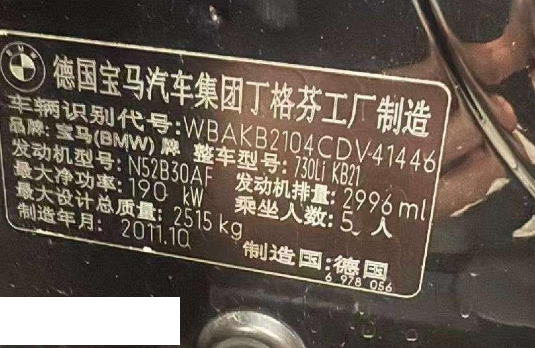 BMW
德国宝马汽车集团丁格芬工厂制造
车辆识别代号:WBAKB2104CDV41446
品牌:宝马(BMW)牌 整车型号:730Li KB21
发动机型号:N52B30AF 发动机排量:2996ml
最大净功率:190 kW 乘坐人数:5 人
最大设计总质量:2515kg
制造年月:2011.10 制造国:德国
6 978 056